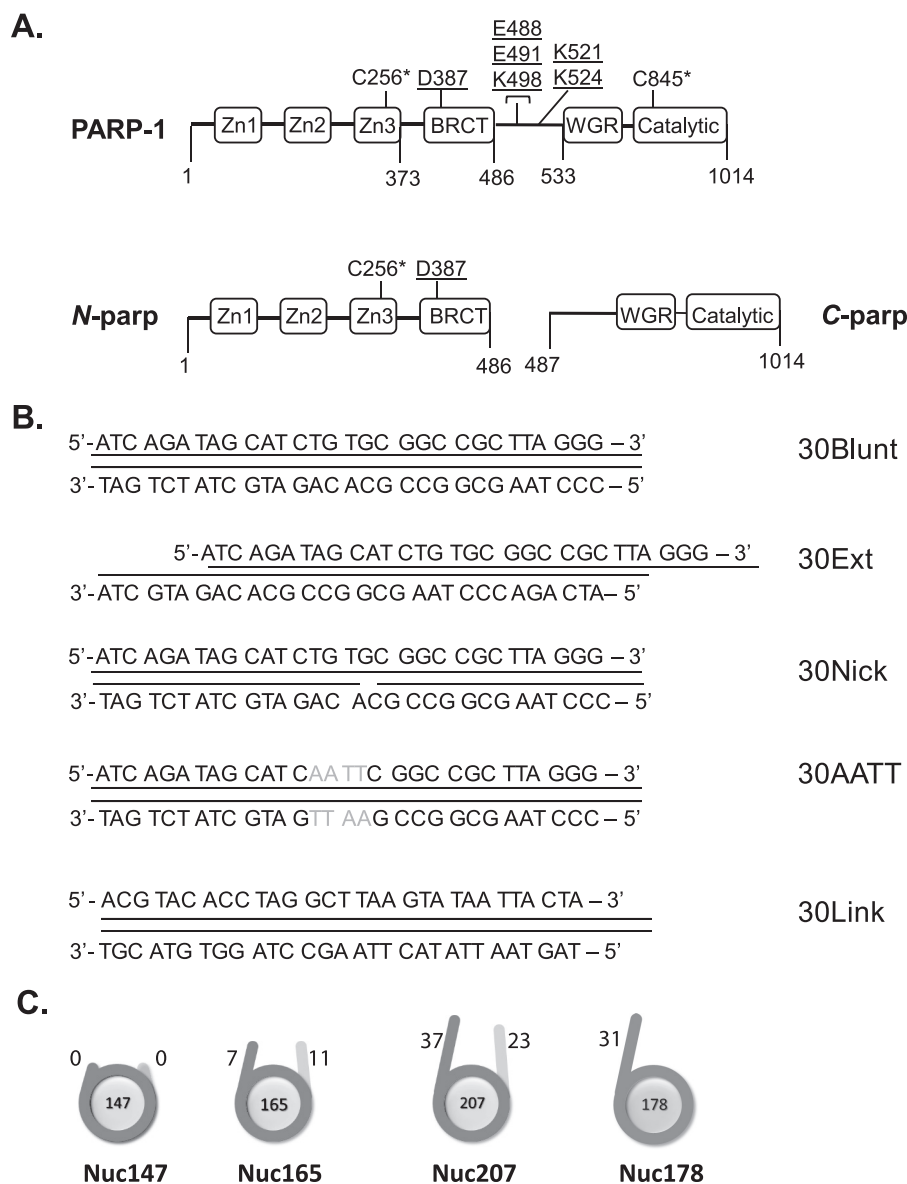 A.
E488
E491 K521
C256* D387 K498 K524 C845*
PARP-1 Zn1 Zn2 Zn3 BRCT WGR Catalytic
1 373 486 533 1014
C256* D387
N-parp Zn1 Zn2 Zn3 BRCT WGR Catalytic C-parp
1 486 487 1014
B.
5'-ATC AGA TAG CAT CTG TGC GGC CGC TTA GGG – 3'
30Blunt
3'-TAG TCT ATC GTA GAC ACG CCG GCG AAT CCC – 5'
5'-ATC AGA TAG CAT CTG TGC GGC CGC TTA GGG – 3'
30Ext
3'-ATC GTA GAC ACG CCG GCG AAT CCC AGA CTA– 5'
5'-ATC AGA TAG CAT CTG TGC GGC CGC TTA GGG – 3'
30Nick
3'-TAG TCT ATC GTA GAC ACG CCG GCG AAT CCC – 5'
5'-ATC AGA TAG CAT CAA TTC GGC CGC TTA GGG – 3'
30AATT
3'-TAG TCT ATC GTA GTT AAG CCG GCG AAT CCC – 5'
5'- ACG TAC ACC TAG GCT TAA GTA TAA TTA CTA – 3'
30Link
3'-TGC ATG TGG ATC CGA ATT CAT ATT AAT GAT – 5'
C.
0 0 7 11 37 23 31
147 165 207 178
Nuc147 Nuc165 Nuc207 Nuc178